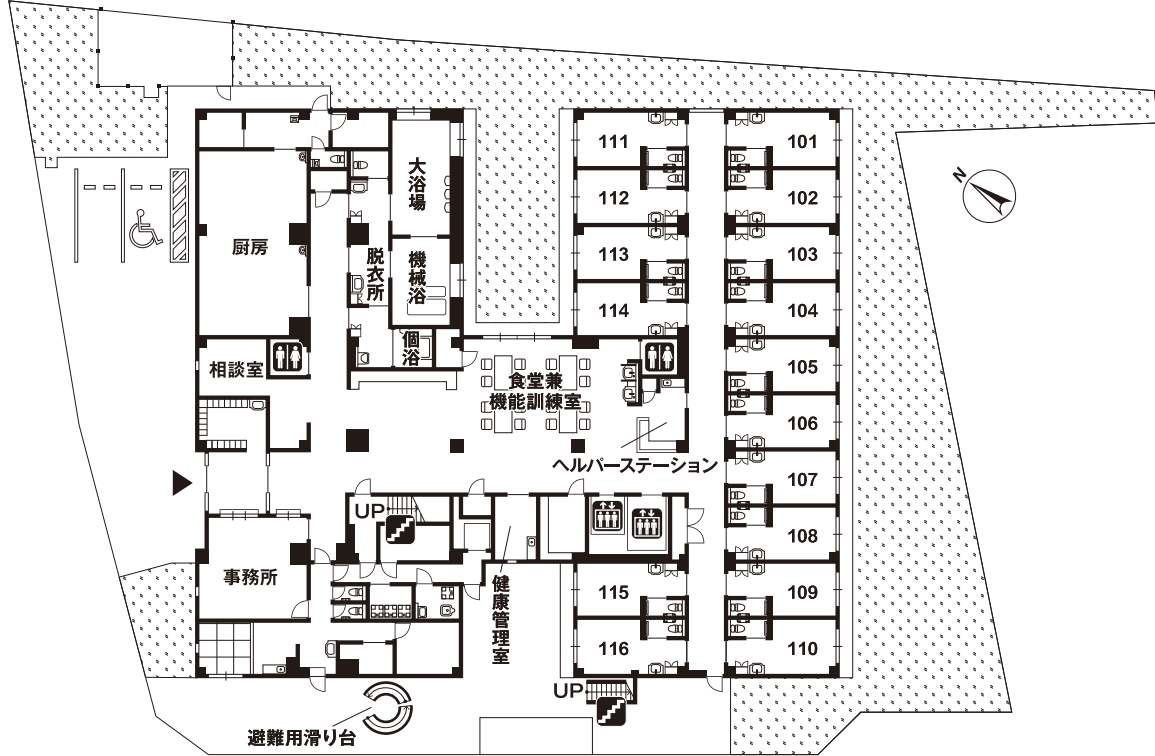 111
101
112
102
113
103
114
104
105
106
107
108
109
110
115
116
N
大浴場
厨房
脱衣所
機械浴
個浴
相談室
食堂兼
機能訓練室
ヘルパーステーション
UP
事務所
健康管理室
UP
避難用滑り台